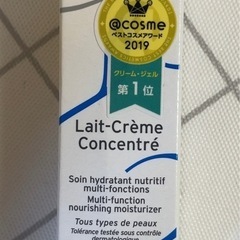 @cosme
ベストコスメアワード
2019
クリーム・ジェル
第1位
Lait-Crème
Concentré
Soin hydratant nutritif
multi-fonctions
Multi-function
nourishing moisturizer
Tous types de peaux
Tolérance testée sous contrôle
dermatologique